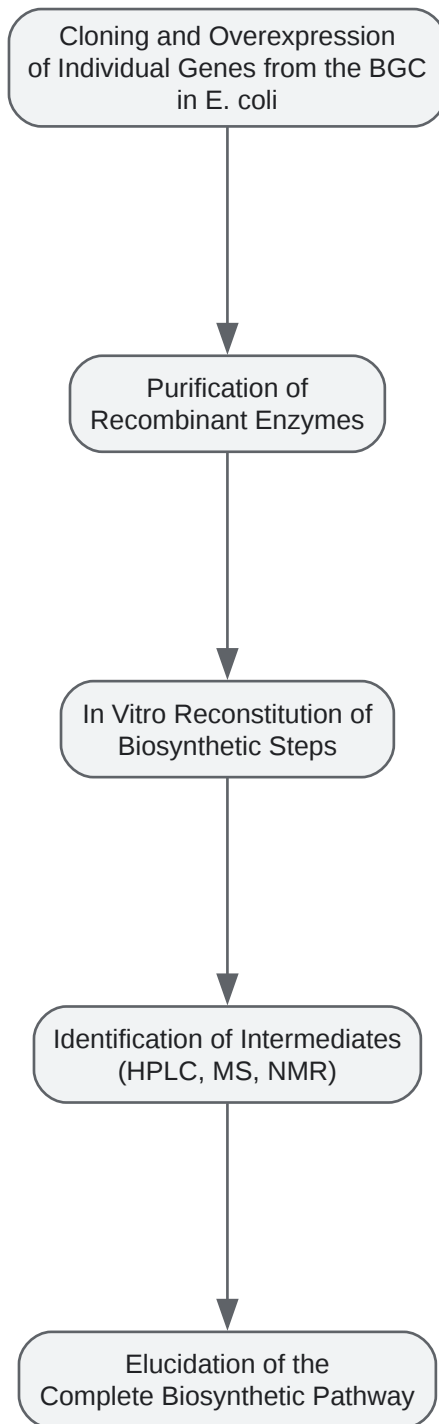 Cloning and Overexpression
of Individual Genes from the BGC
in E. coli
Purification of
Recombinant Enzymes
In Vitro Reconstitution of
Biosynthetic Steps
Identification of Intermediates
(HPLC, MS, NMR)
Elucidation of the
Complete Biosynthetic Pathway